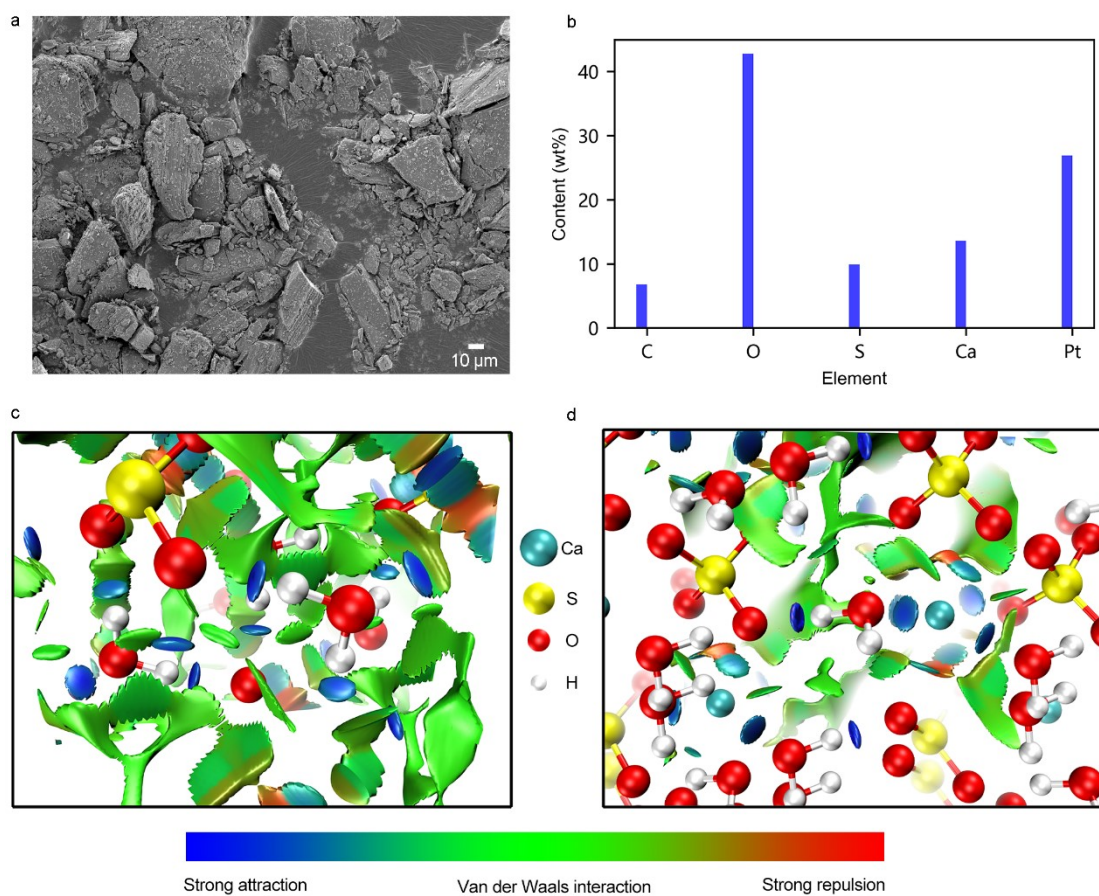 a
10 µm
b
Content (wt%)
40
30
20
10
0
C O S Ca Pt
Element
c
d
Ca
S
O
H
Strong attraction Van der Waals interaction Strong repulsion